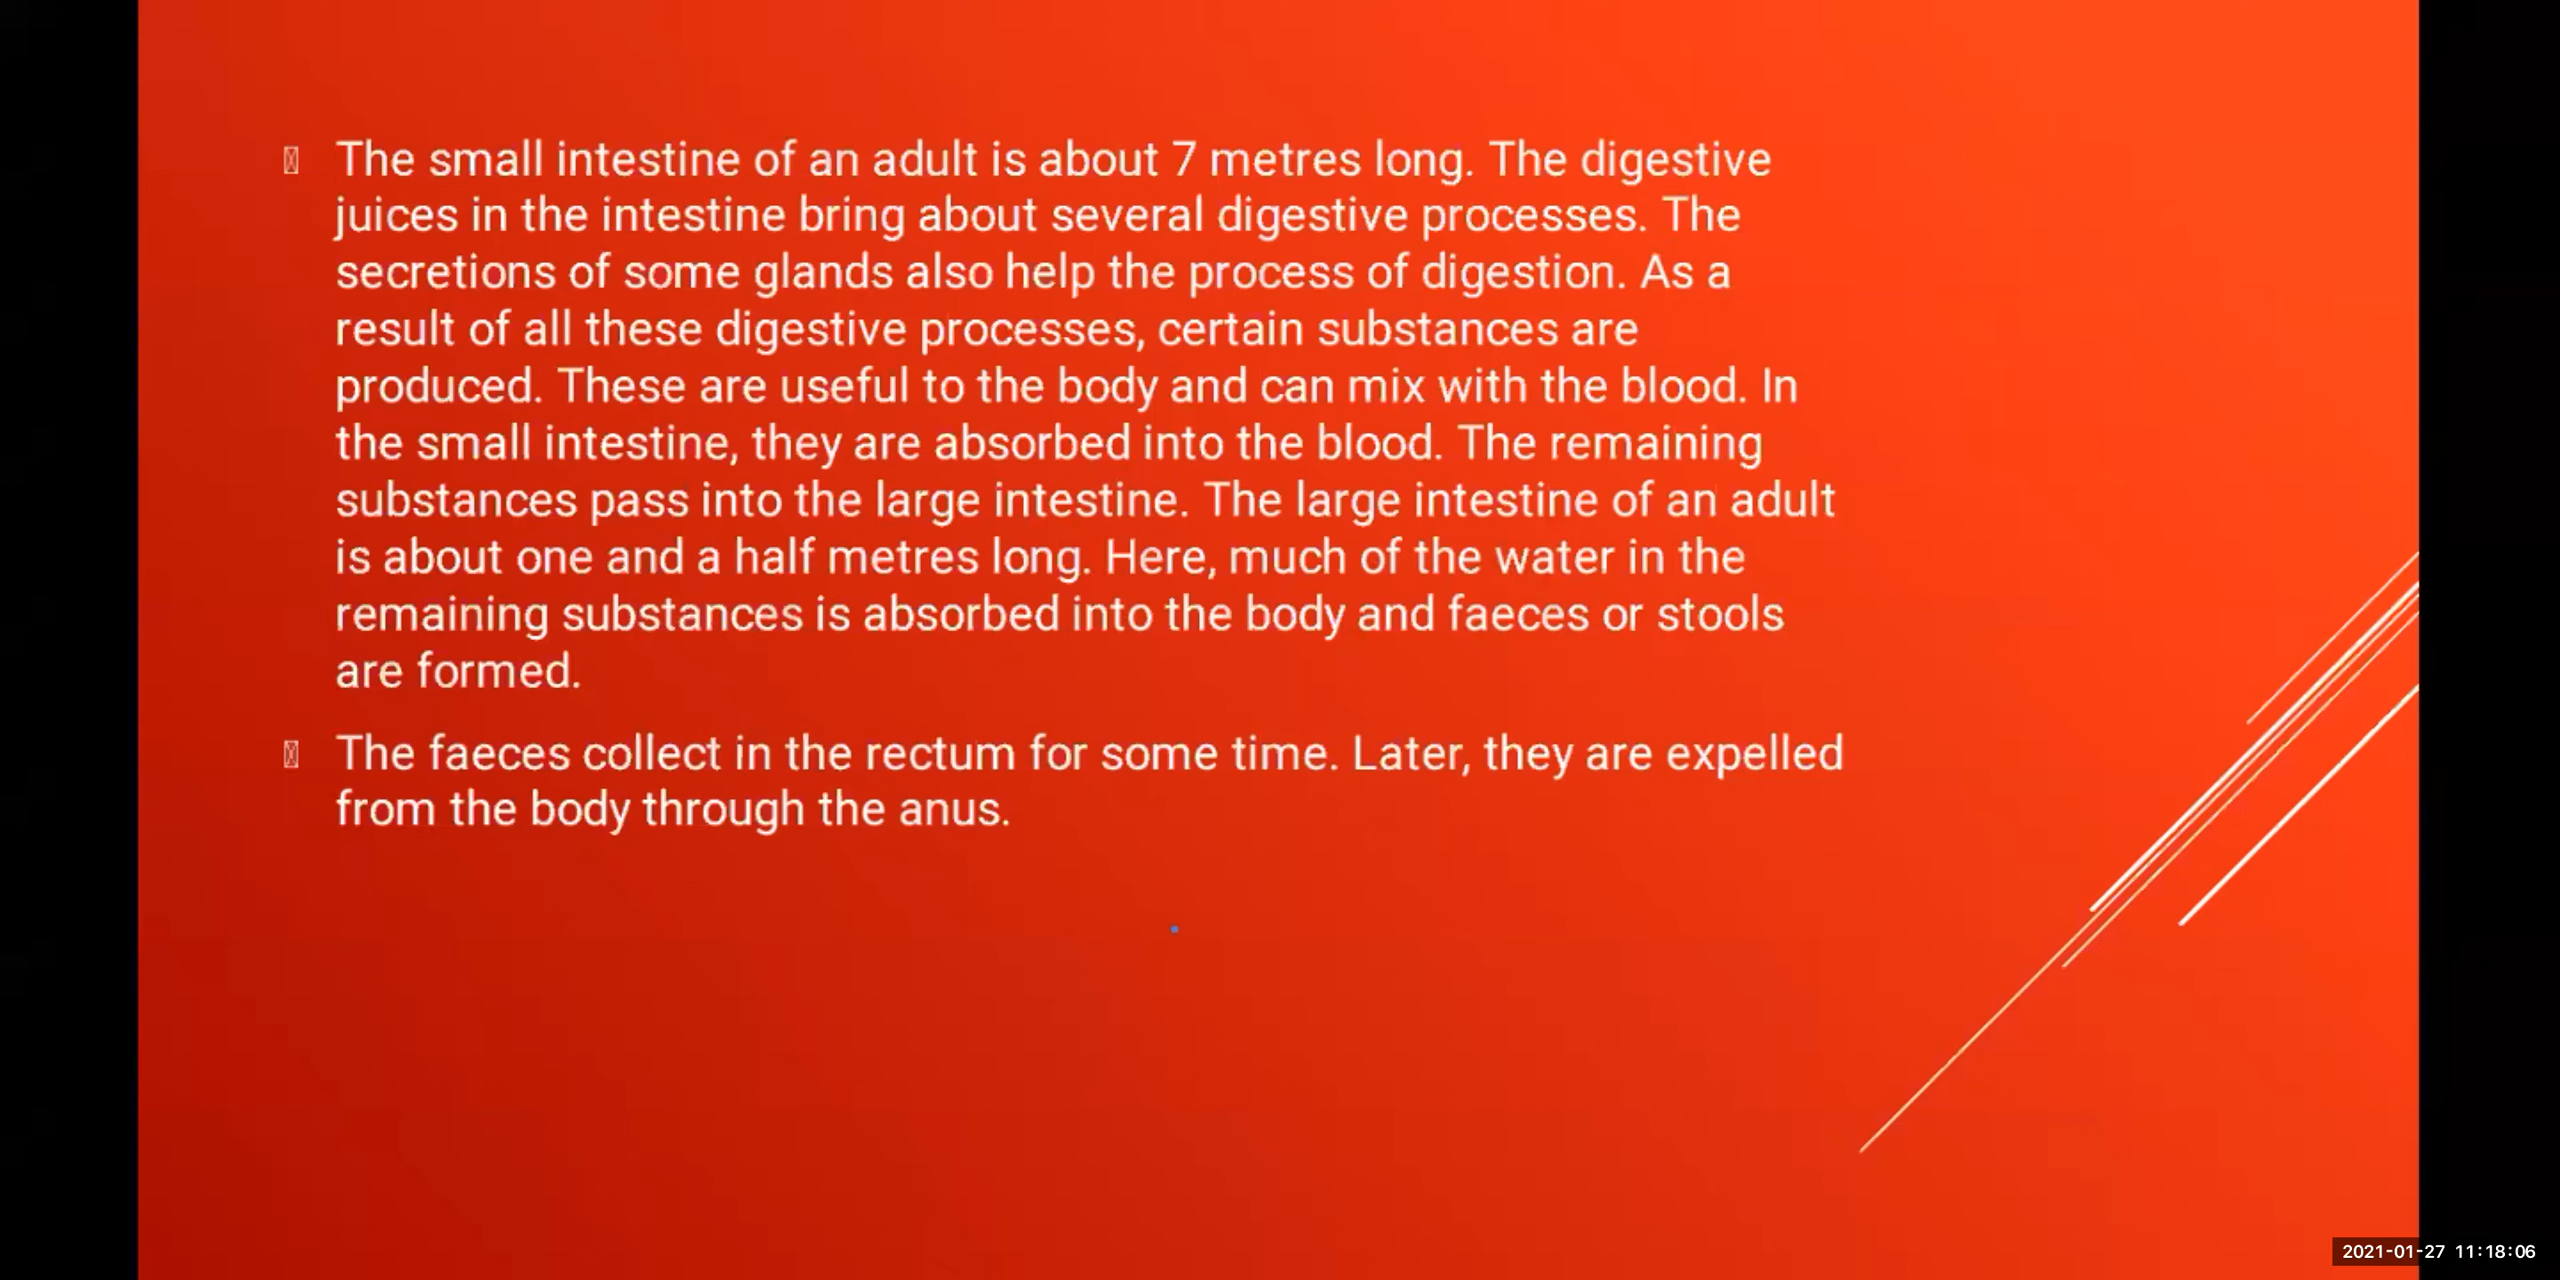 The small intestine of an adult is about 7 metres long. The digestive
juices in the intestine bring about several digestive processes. The
secretions of some glands also help the process of digestion. As a
result of all these digestive processes, certain substances are
produced. These are useful to the body and can mix with the blood. In
the small intestine, they are absorbed into the blood. The remaining
substances pass into the large intestine. The large intestine of an adult
is about one and a half metres long. Here, much of the water in the
remaining substances is absorbed into the body and faeces or stools
are formed.
The faeces collect in the rectum for some time. Later, they are expelled
from the body through the anus.
2021-01-27 11:18:06